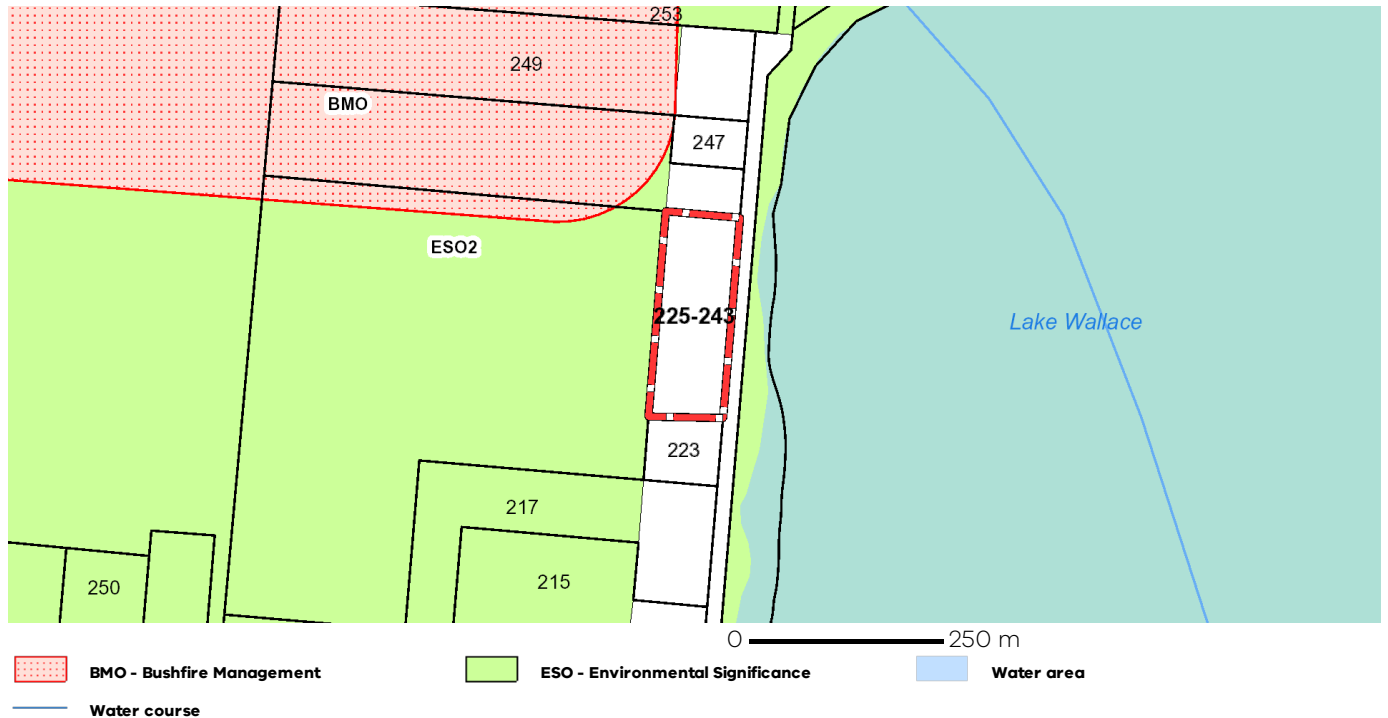 253
249
BMO
247
ESO2
225-243
Lake Wallace
223
217
215
250
0 250 m
BMO - Bushfire Management ESO - Environmental Significance Water area
Water course